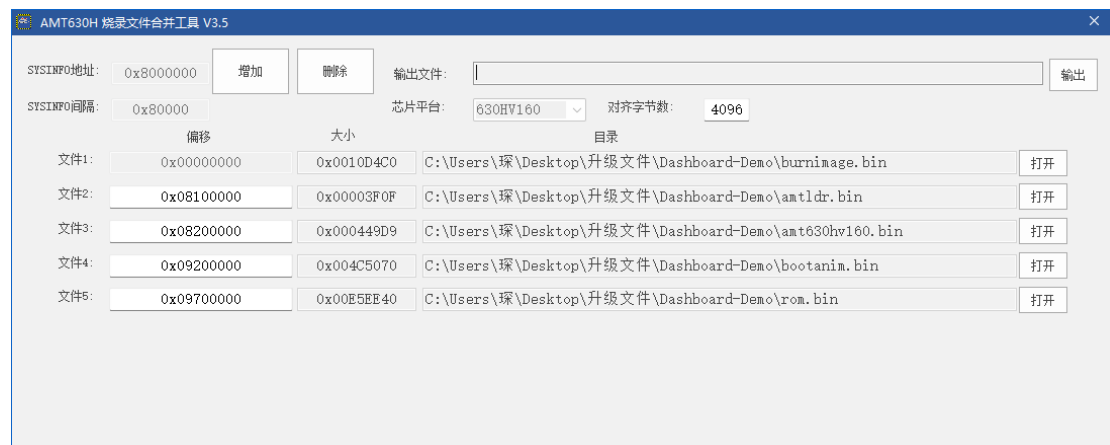 AMT630H 烧录文件合并工具 V3.5
SYSINFO地址: 0x8000000 增加 删除 输出文件: 输出
SYSINFO间隔: 0x80000 芯片平台: 630HV160 对齐字节数: 4096
偏移 大小 目录
文件1: 0x00000000 0x0010D4C0 C:\Users\琛\Desktop\升级文件\Dashboard-Demo\burnimage.bin 打开
文件2: 0x08100000 0x00003F0F C:\Users\琛\Desktop\升级文件\Dashboard-Demo\amtldr.bin 打开
文件3: 0x08200000 0x000449D9 C:\Users\琛\Desktop\升级文件\Dashboard-Demo\amt630hv160.bin 打开
文件4: 0x09200000 0x004C5070 C:\Users\琛\Desktop\升级文件\Dashboard-Demo\bootanim.bin 打开
文件5: 0x09700000 0x00E5EE40 C:\Users\琛\Desktop\升级文件\Dashboard-Demo\rom.bin 打开